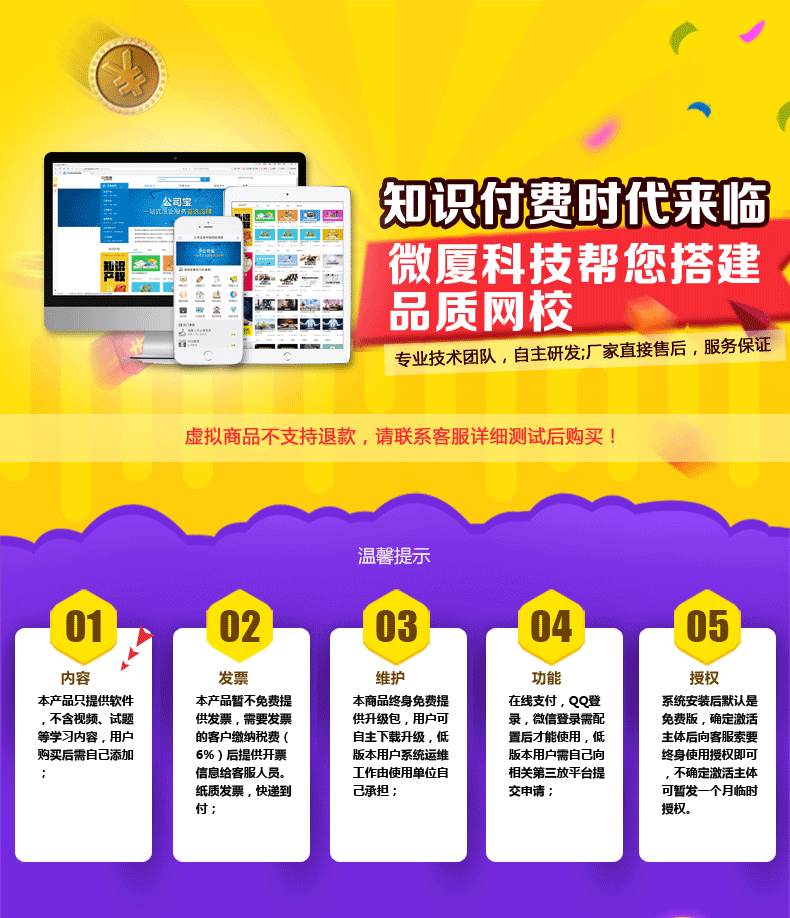 公司宝
一站式企业服务首选品牌
知识付费时代来临
微厦科技帮您搭建
品质网校
专业技术团队，自主研发;厂家直接售后，服务保证
虚拟商品不支持退款，请联系客服详细测试后购买！
温馨提示
01
内容
本产品只提供软件
，不含视频、试题
等学习内容，用户
购买后需自己添加
；
02
发票
本产品暂不免费提
供发票，需要发票
的客户缴纳税费（
6%）后提供开票
信息给客服人员。
纸质发票，快递到
付；
03
维护
本商品终身免费提
供升级包，用户可
自主下载升级，低
版本用户系统运维
工作由使用单位自
己承担；
04
功能
在线支付，QQ登
录，微信登录需配
置后才能使用，低
版本用户需自己向
相关第三放平台提
交申请；
05
授权
系统安装后默认是
免费版，确定激活
主体后向客服索要
终身使用授权即可
，不确定激活主体
可暂发一个月临时
授权。